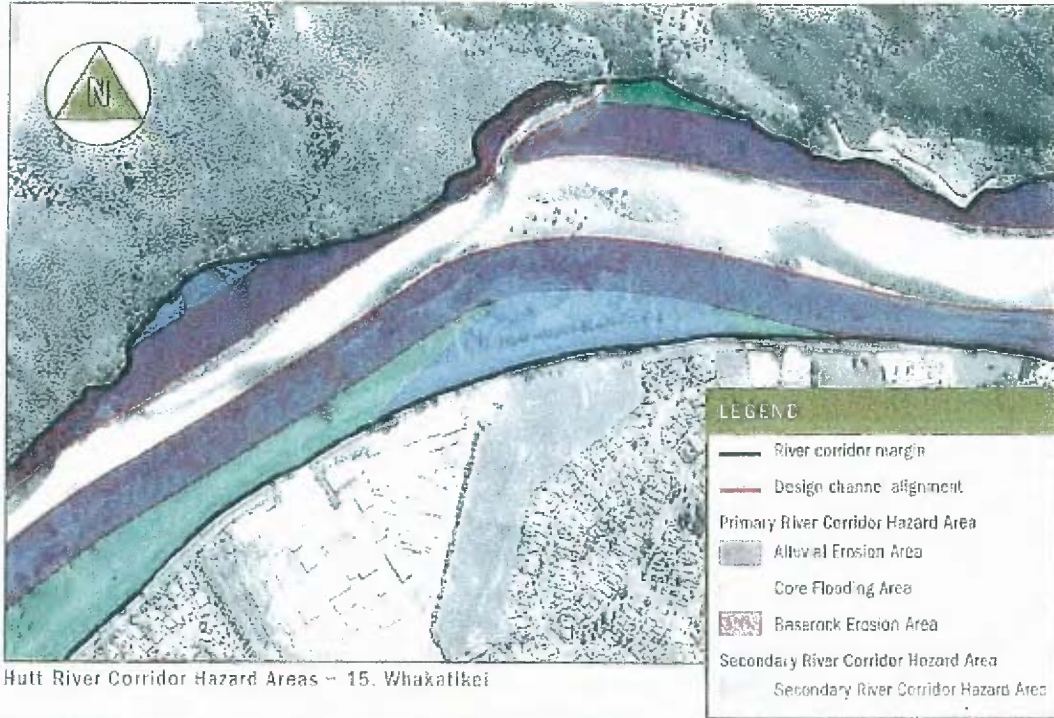 N
LEGEND
River corridor margin
Design channel alignment
Primary River Corridor Hazard Area
Alluvial Erosion Area
Core Flooding Area
Baserock Erosion Area
Secondary River Corridor Hazard Area
Secondary River Corridor Hazard Area
Hutt River Corridor Hazard Areas - 15. Whakatikei